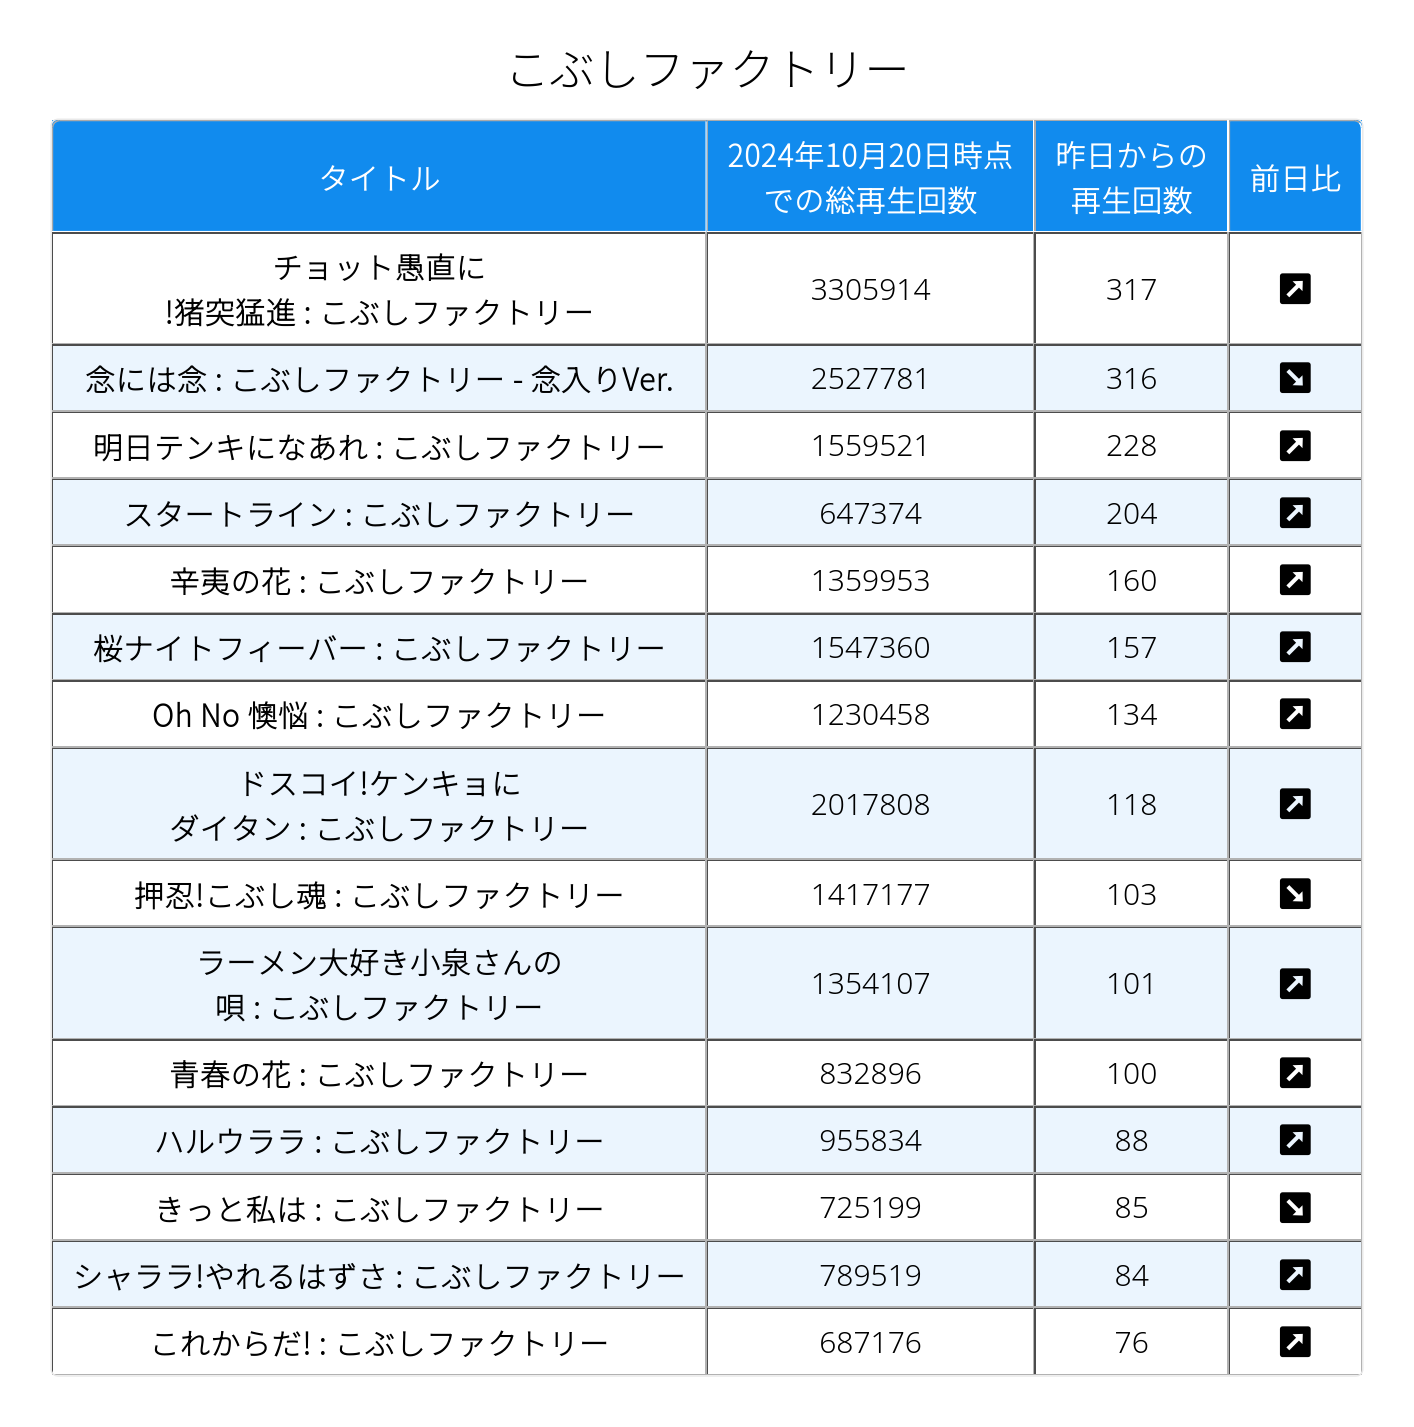 こぶしファクトリー
タイトル
2024年10月20日時点
での総再生回数
昨日からの
再生回数
前日比
チョット愚直に
!猪突猛進 : こぶしファクトリー
3305914
317
念には念 : こぶしファクトリー - 念入りVer.
2527781
316
明日テンキになあれ : こぶしファクトリー
1559521
228
スタートライン : こぶしファクトリー
647374
204
辛夷の花 : こぶしファクトリー
1359953
160
桜ナイトフィーバー : こぶしファクトリー
1547360
157
Oh No 懊悩 : こぶしファクトリー
1230458
134
ドスコイ!ケンキョに
ダイタン : こぶしファクトリー
2017808
118
押忍!こぶし魂 : こぶしファクトリー
1417177
103
ラーメン大好き小泉さんの
唄 : こぶしファクトリー
1354107
101
青春の花 : こぶしファクトリー
832896
100
ハルウララ : こぶしファクトリー
955834
88
きっと私は : こぶしファクトリー
725199
85
シャララ!やれるはずさ : こぶしファクトリー
789519
84
これからだ! : こぶしファクトリー
687176
76